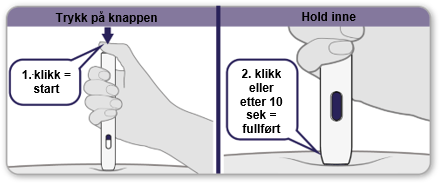 Trykk på knappen
1. klikk =
start
Hold inne
2. klikk
eller
etter 10
sek =
fullført